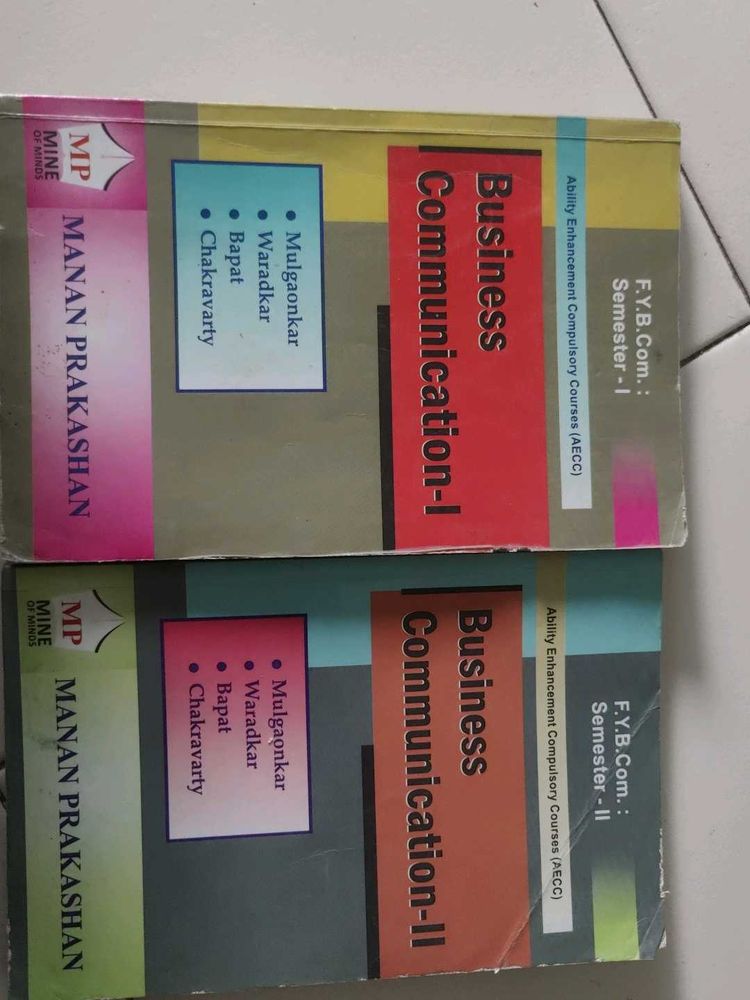 F.Y.B.Com. :
Semester - I
Ability Enhancement Compulsory Courses (AECC)
Business
Communication-I
• Mulgaonkar
• Waradkar
• Bapat
• Chakravarty
MP
MINE
OF MINDS
MANAN PRAKASHAN
F.Y.B.Com. :
Semester - II
Ability Enhancement Compulsory Courses (AECC)
Business
Communication-II
• Mulgaonkar
• Waradkar
• Bapat
• Chakravarty
MP
MINE
OF MINDS
MANAN PRAKASHAN